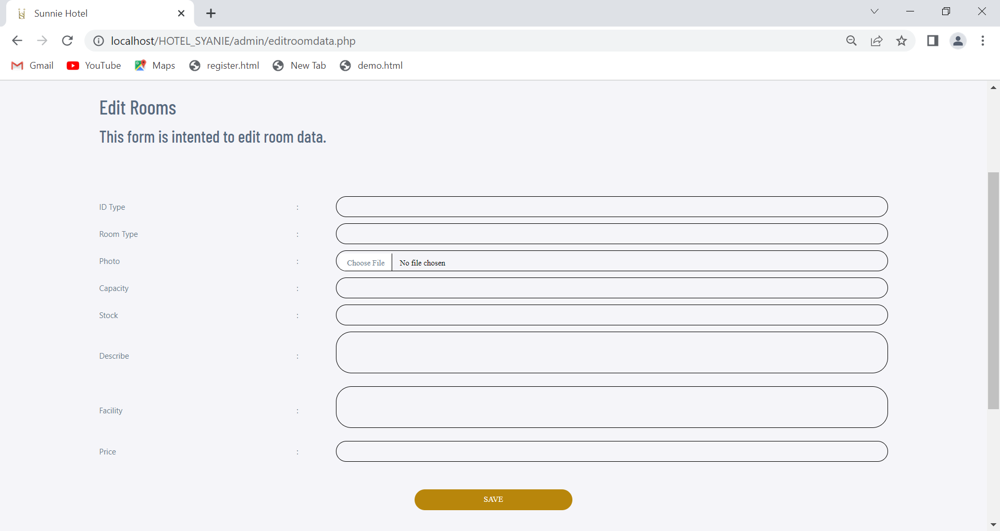 Sunnie Hotel
localhost/HOTEL_SYANIE/admin/editroomdata.php
Gmail YouTube Maps register.html New Tab demo.html
Edit Rooms
This form is intented to edit room data.
ID Type :
Room Type :
Photo : Choose File No file chosen
Capacity :
Stock :
Describe :
Facility :
Price :
SAVE